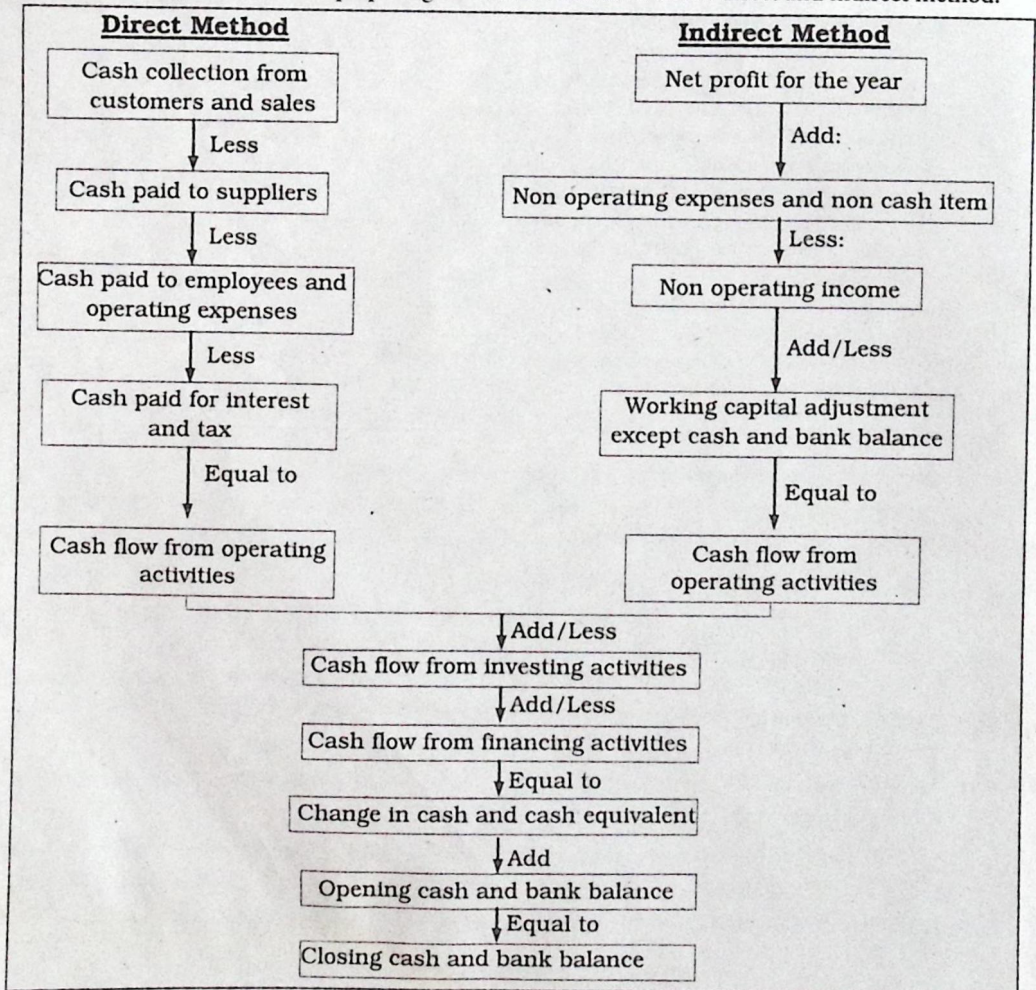 and indirect method.
Direct Method
Cash collection from
customers and sales
Less
Cash paid to suppliers
Less
Cash paid to employees and
operating expenses
Less
Cash paid for interest
and tax
Equal to
Cash flow from operating
activities
Indirect Method
Net profit for the year
Add:
Non operating expenses and non cash item
Less:
Non operating income
Add/Less
Working capital adjustment
except cash and bank balance
Equal to
Cash flow from
operating activities
Add/Less
Cash flow from investing activities
Add/Less
Cash flow from financing activities
Equal to
Change in cash and cash equivalent
Add
Opening cash and bank balance
Equal to
Closing cash and bank balance